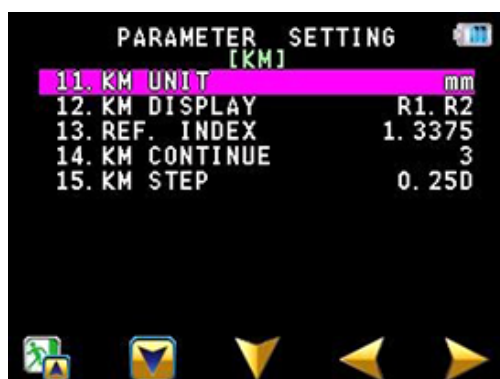 PARAMETER SETTING
[KM]
11. KM UNIT mm
12. KM DISPLAY R1. R2
13. REF. INDEX 1.3375
14. KM CONTINUE 3
15. KM STEP 0.25D